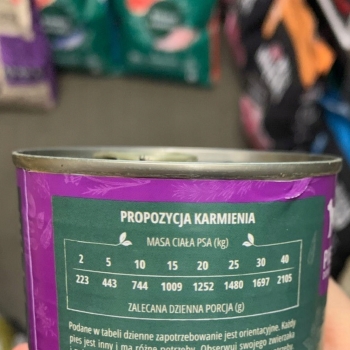 PROPOZYCJA KARMIENIA
MASA CIAŁA PSA (kg)
2 5 10 15 20 25 30 40
223 443 744 1009 1252 1480 1697 2105
ZALECANA DZIENNA PORCJA (g)
Podane w tabeli dzienne zapotrzebowanie jest orientacyjne. Każdy
pies jest inny i ma różne potrzeby. Obserwuj swojego zwierzaka